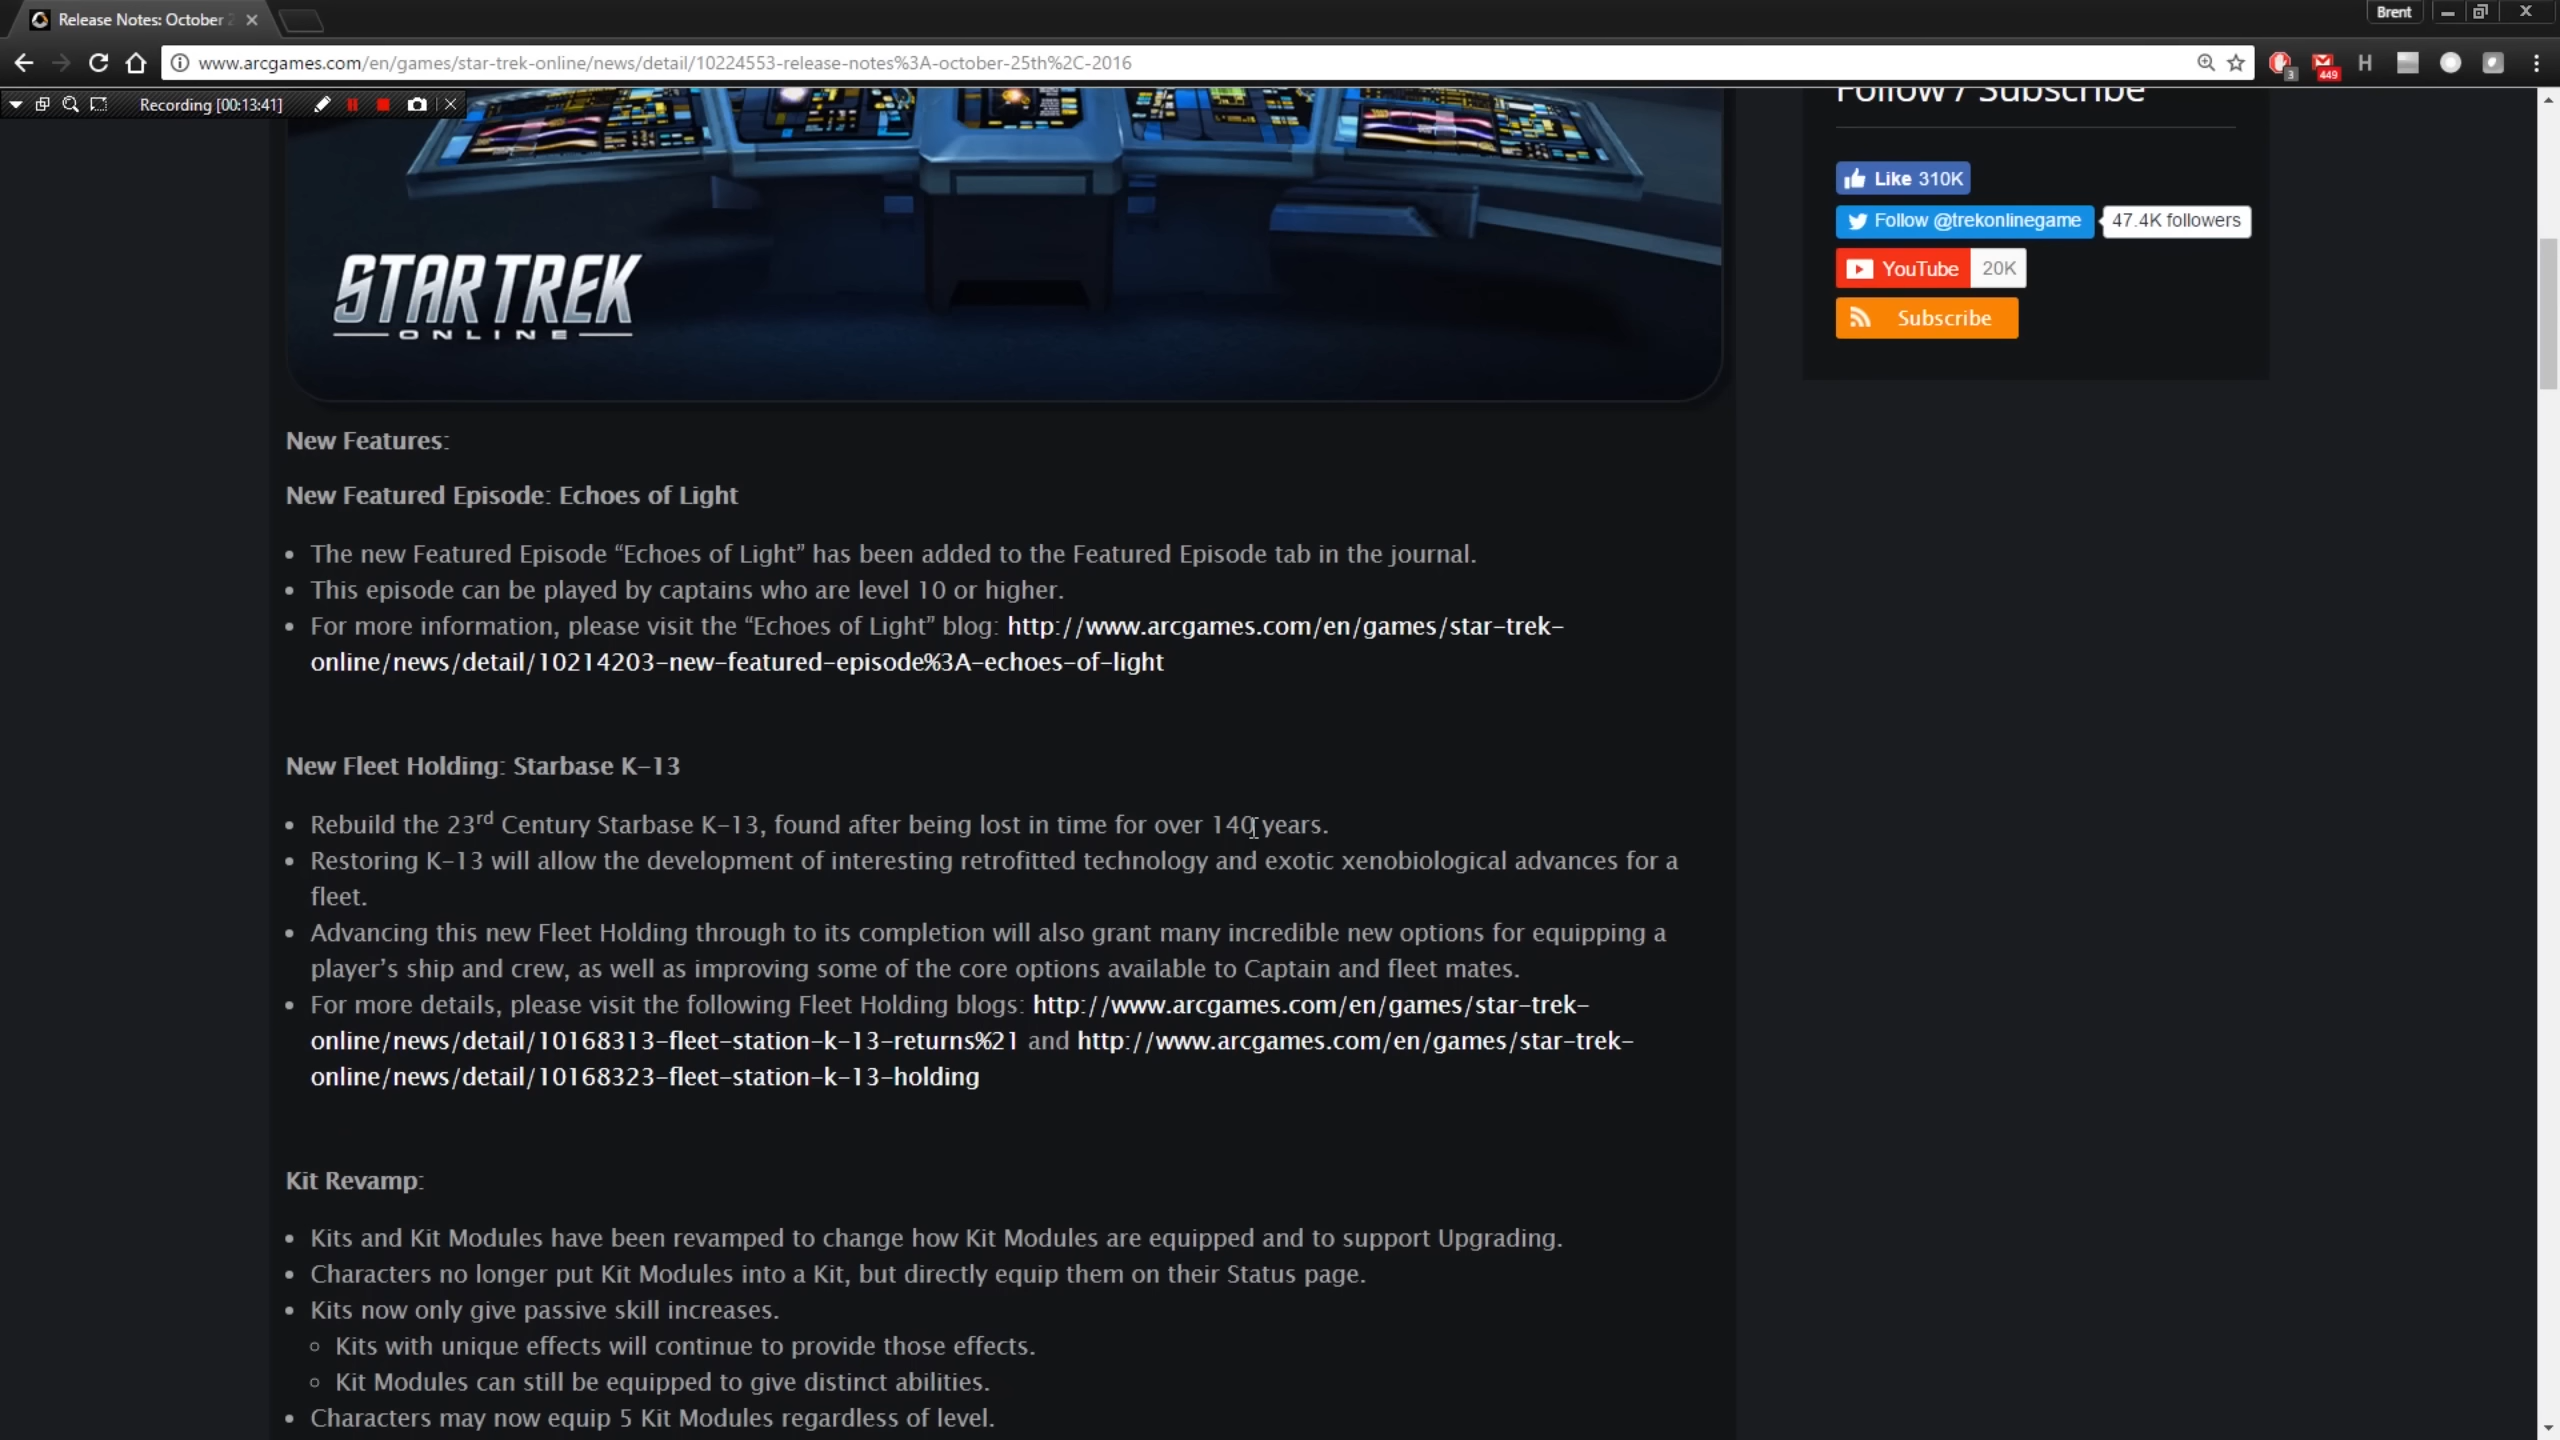 Release Notes: October 2
Brent
www.arcgames.com/en/games/star-trek-online/news/detail/10224553-release-notes%3A-october-25th%2C-2016
3
449
H
Recording [00:13:41]
Follow / Subscribe
Like 310K
Follow @trekonlinegame
47.4K followers
YouTube
20K
Subscribe
STAR TREK
ONLINE
New Features:
New Featured Episode: Echoes of Light
• The new Featured Episode “Echoes of Light” has been added to the Featured Episode tab in the journal.
• This episode can be played by captains who are level 10 or higher.
• For more information, please visit the “Echoes of Light” blog: http://www.arcgames.com/en/games/star-trek-
online/news/detail/10214203-new-featured-episode%3A-echoes-of-light
New Fleet Holding: Starbase K-13
• Rebuild the 23rd Century Starbase K-13, found after being lost in time for over 140 years.
• Restoring K-13 will allow the development of interesting retrofitted technology and exotic xenobiological advances for a
fleet.
• Advancing this new Fleet Holding through to its completion will also grant many incredible new options for equipping a
player’s ship and crew, as well as improving some of the core options available to Captain and fleet mates.
• For more details, please visit the following Fleet Holding blogs: http://www.arcgames.com/en/games/star-trek-
online/news/detail/10168313-fleet-station-k-13-returns%21 and http://www.arcgames.com/en/games/star-trek-
online/news/detail/10168323-fleet-station-k-13-holding
Kit Revamp:
• Kits and Kit Modules have been revamped to change how Kit Modules are equipped and to support Upgrading.
• Characters no longer put Kit Modules into a Kit, but directly equip them on their Status page.
• Kits now only give passive skill increases.
◦ Kits with unique effects will continue to provide those effects.
◦ Kit Modules can still be equipped to give distinct abilities.
• Characters may now equip 5 Kit Modules regardless of level.